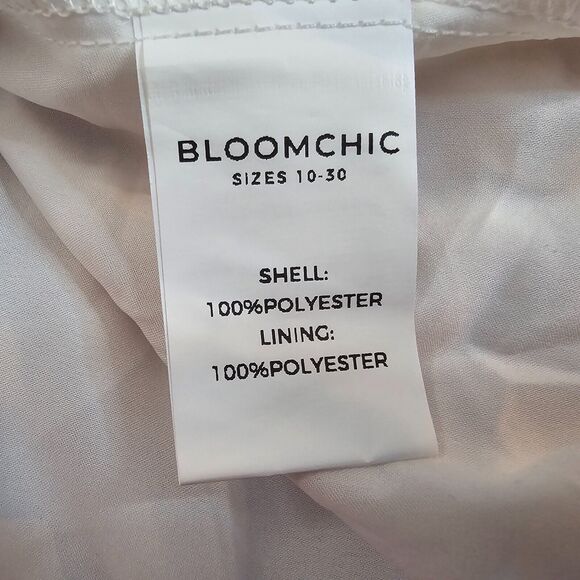 BLOOMCHIC
SIZES 10-30
SHELL:
100%POLYESTER
LINING:
100%POLYESTER